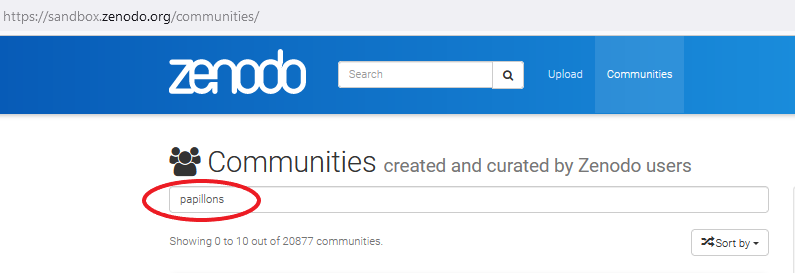 https://sandbox.zenodo.org/communities/
zenodo
Search
Upload
Communities
Communities created and curated by Zenodo users
papillons
Showing 0 to 10 out of 20877 communities.
Sort by